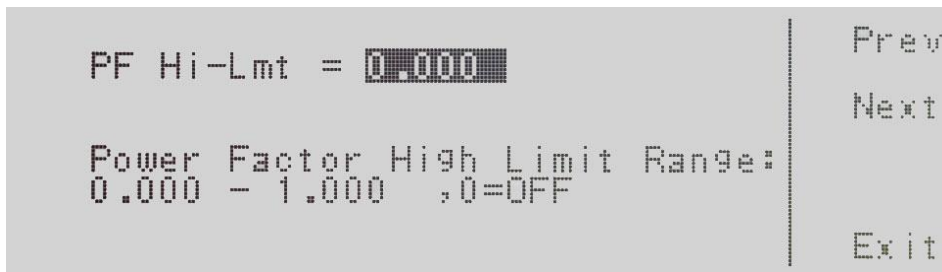 PF Hi-Lmt = 0.000
Power Factor High Limit Range:
0.000 - 1.000 ,0=OFF
Prev
Next
Exit